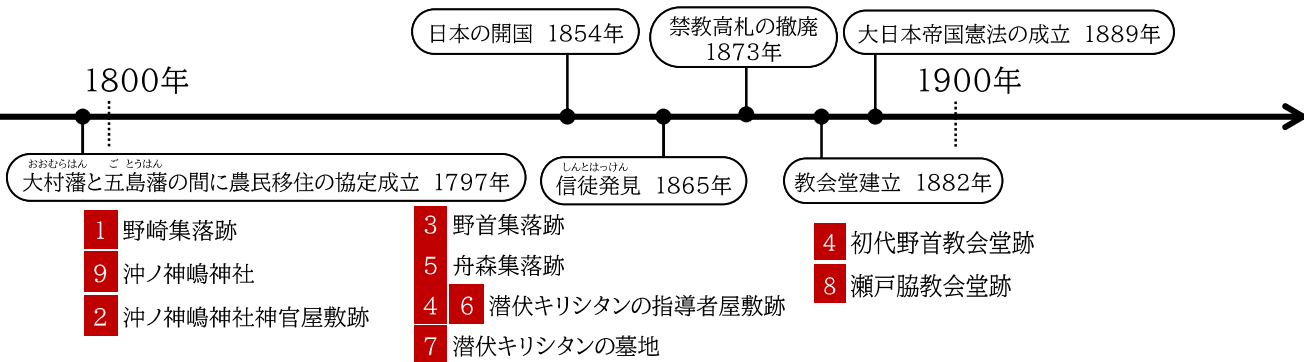 日本の開国 1854年
禁教高札の撤廃
1873年
大日本帝国憲法の成立 1889年
1800年
1900年
おおむらはん ごとうはん
大村藩と五島藩の間に農民移住の協定成立 1797年
しんとはっけん
信徒発見 1865年
教会堂建立 1882年
1 野崎集落跡
9 沖ノ神嶋神社
2 沖ノ神嶋神社神官屋敷跡
3 野首集落跡
5 舟森集落跡
4 6 潜伏キリシタンの指導者屋敷跡
7 潜伏キリシタンの墓地
4 初代野首教会堂跡
8 瀬戸脇教会堂跡